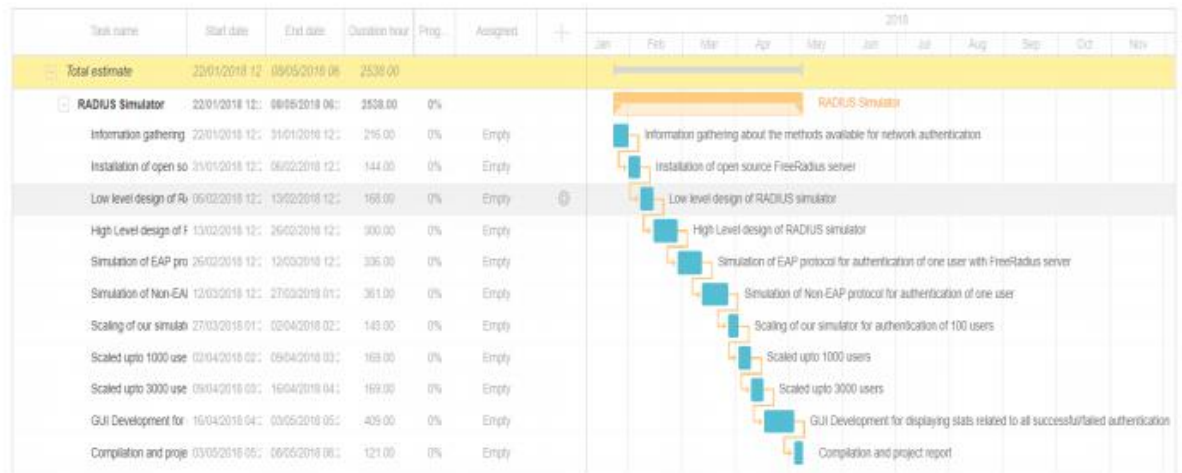 2018
Task name Start date End date Duration hour Prog... Assigned Jan Feb Mar Apr May Jun Jul Aug Sep Oct Nov
Total estimate 22/01/2018 12 08/05/2018 06 2538.00
RADIUS Simulator 22/01/2018 12:: 08/05/2018 06:: 2538.00 0% RADIUS Simulator
Information gathering 22/01/2018 12:: 31/01/2018 12:: 216.00 0% Empty Information gathering about the methods available for network authentication
Installation of open so 31/01/2018 12:: 06/02/2018 12:: 144.00 0% Empty Installation of open source FreeRadius server
Low level design of R 06/02/2018 12:: 13/02/2018 12:: 168.00 0% Empty Low level design of RADIUS simulator
High Level design of F 13/02/2018 12:: 26/02/2018 12:: 300.00 0% Empty High Level design of RADIUS simulator
Simulation of EAP pro 26/02/2018 12:: 12/03/2018 12:: 336.00 0% Empty Simulation of EAP protocol for authentication of one user with FreeRadius server
Simulation of Non-EAI 12/03/2018 12:: 27/03/2018 01:: 361.00 0% Empty Simulation of Non-EAP protocol for authentication of one user
Scaling of our simulat 27/03/2018 01:: 02/04/2018 02:: 145.00 0% Empty Scaling of our simulator for authentication of 100 users
Scaled upto 1000 use 02/04/2018 02:: 09/04/2018 03:: 169.00 0% Empty Scaled upto 1000 users
Scaled upto 3000 use 09/04/2018 03:: 16/04/2018 04:: 169.00 0% Empty Scaled upto 3000 users
GUI Development for 16/04/2018 04:: 03/05/2018 05:: 409.00 0% Empty GUI Development for displaying stats related to all successful/failed authentication
Compilation and proje 03/05/2018 05:: 08/05/2018 06:: 121.00 0% Empty Compilation and project report